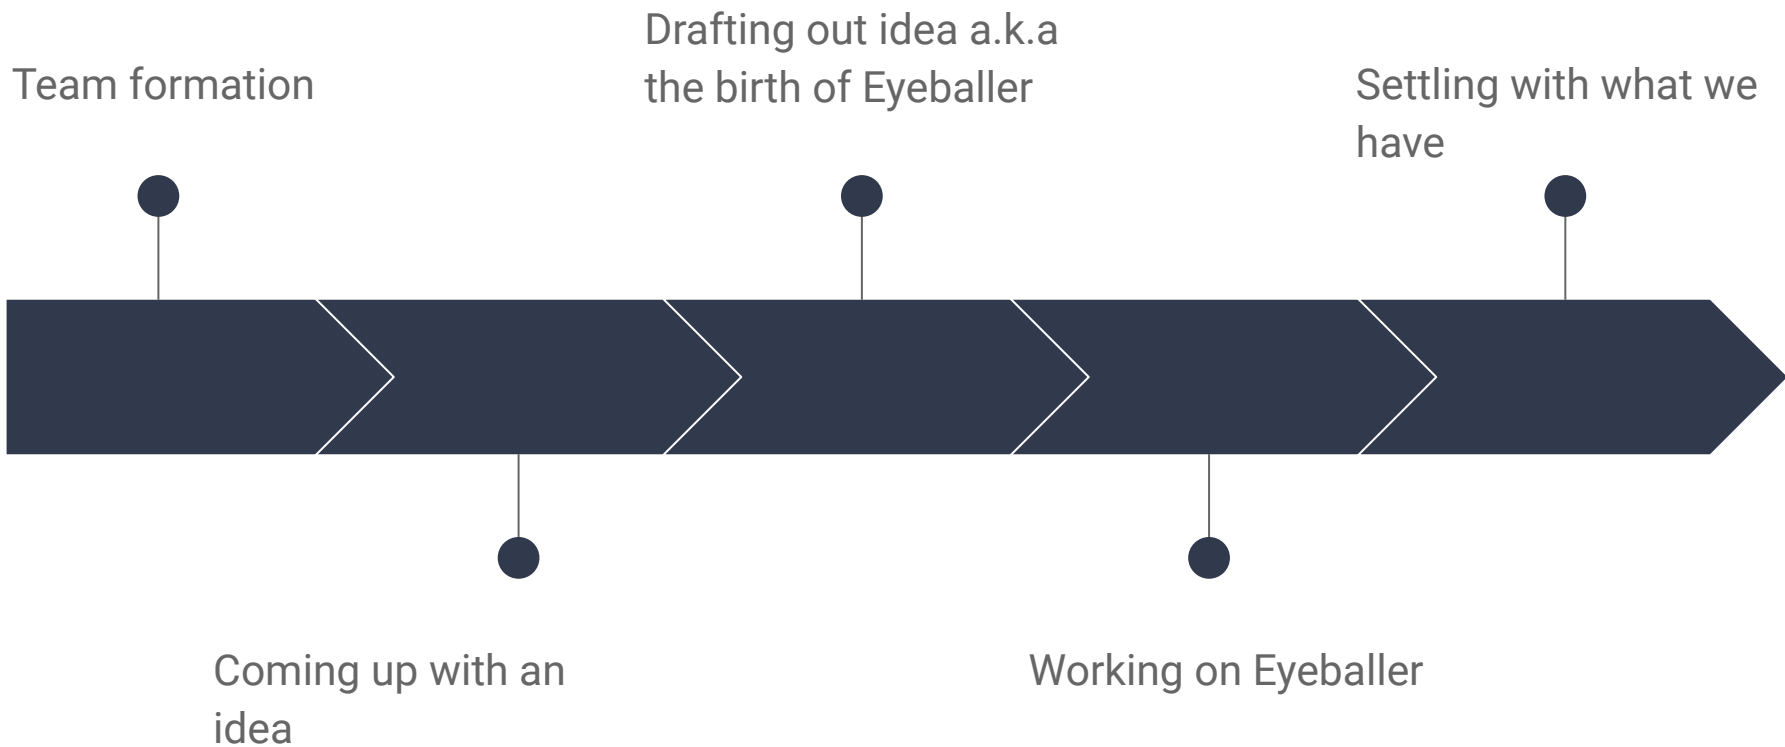 Team formation
Coming up with an
idea
Drafting out idea a.k.a
the birth of Eyeballer
Working on Eyeballer
Settling with what we
have